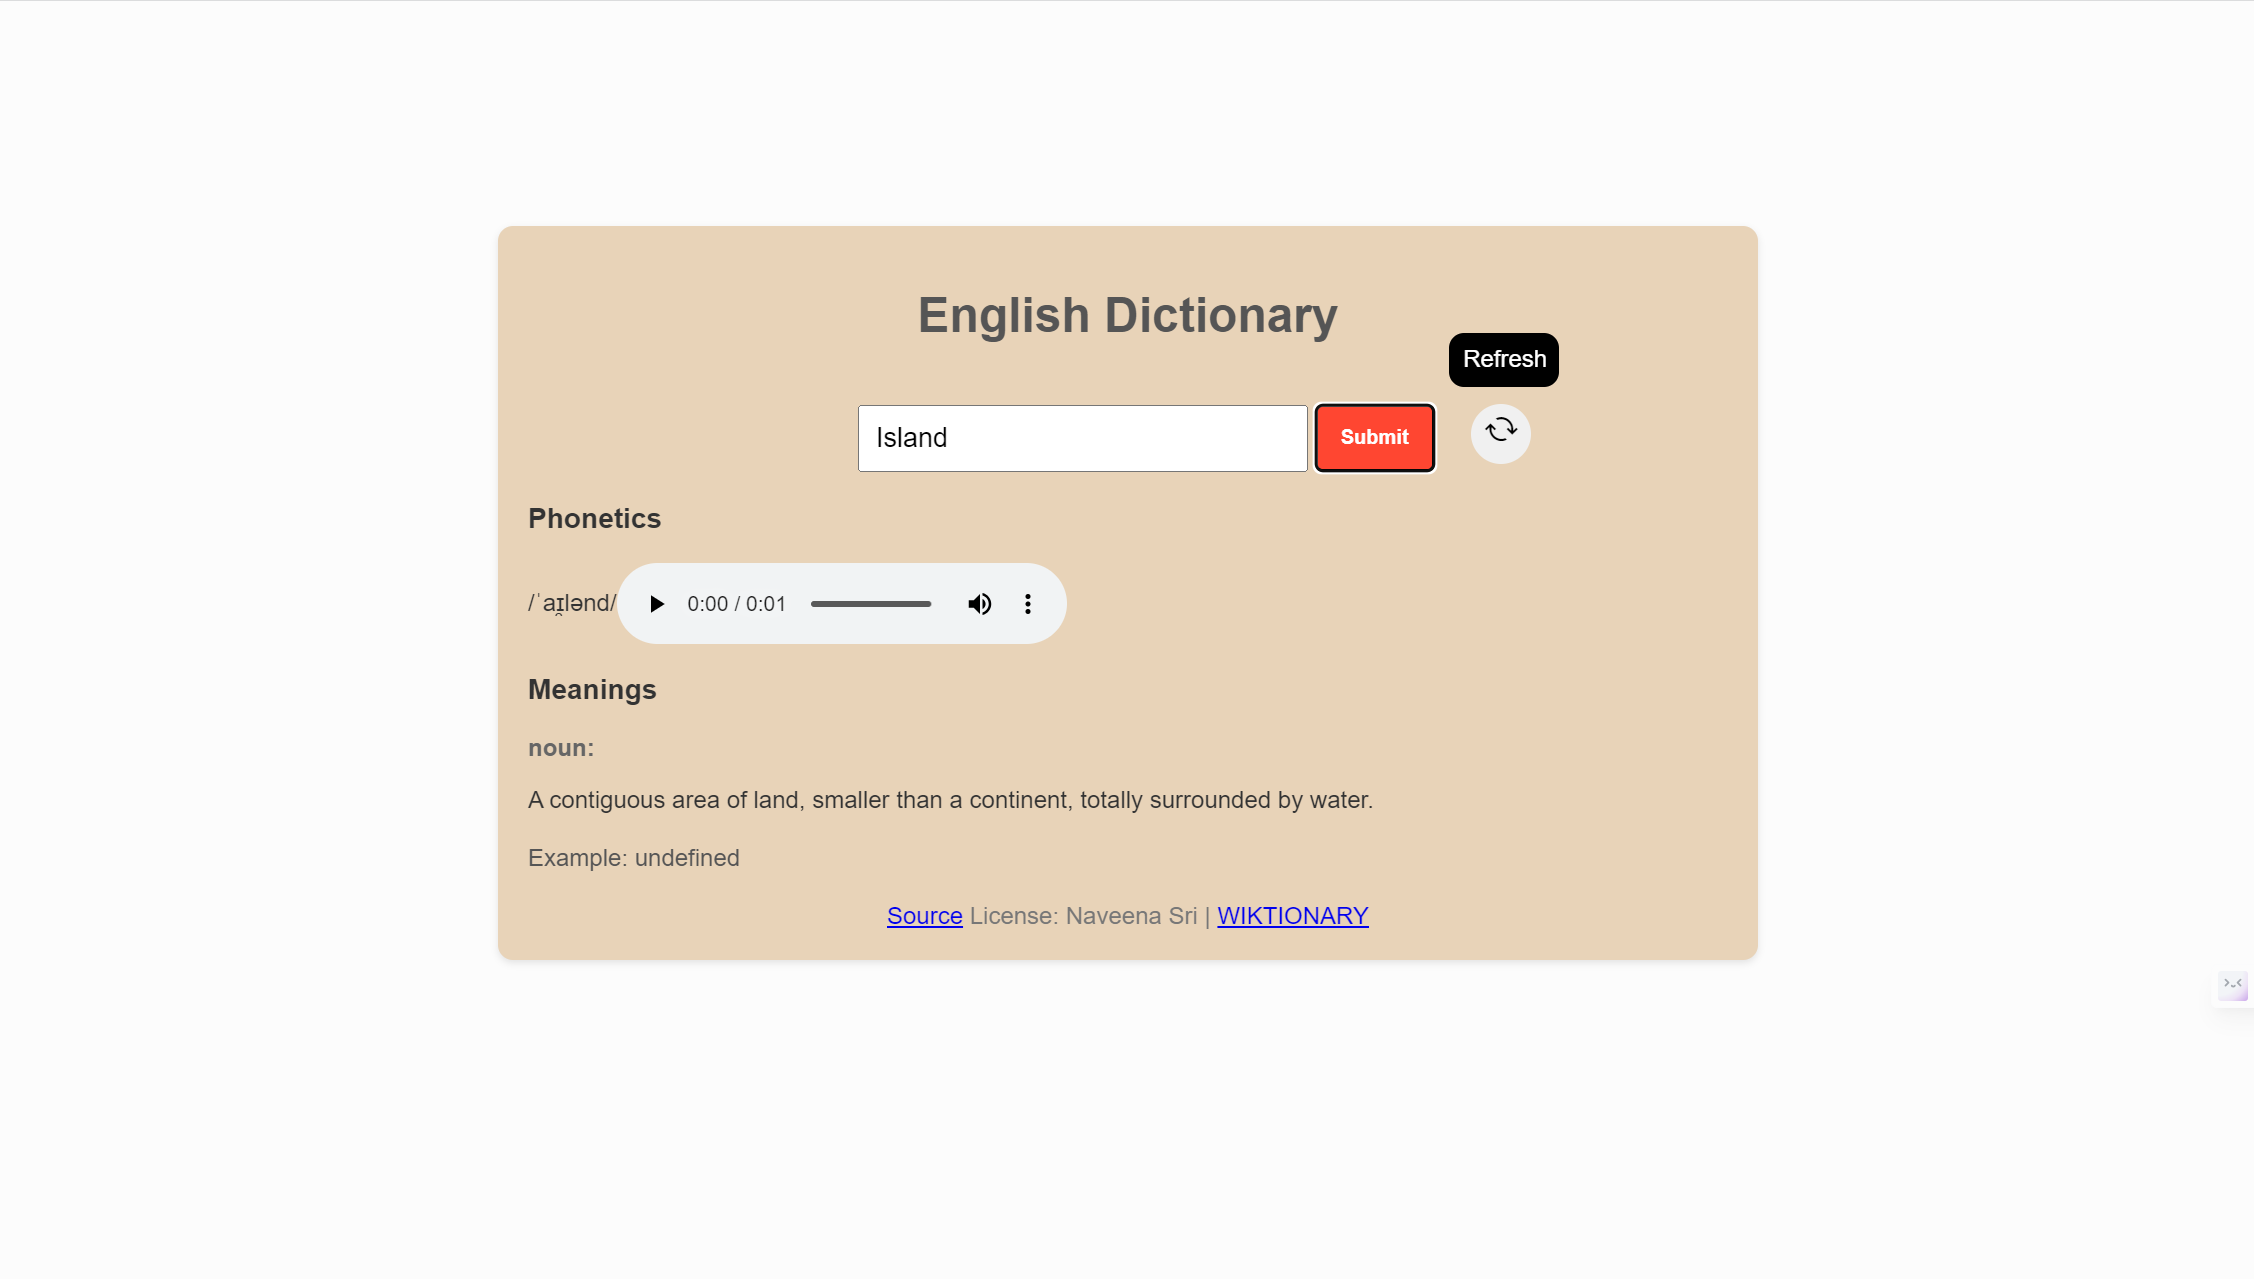 English Dictionary
Refresh
Island
Submit
Phonetics
/ˈaɪ̯lənd/
0:00 / 0:01
Meanings
noun:
A contiguous area of land, smaller than a continent, totally surrounded by water.
Example: undefined
Source License: Naveena Sri | WIKTIONARY